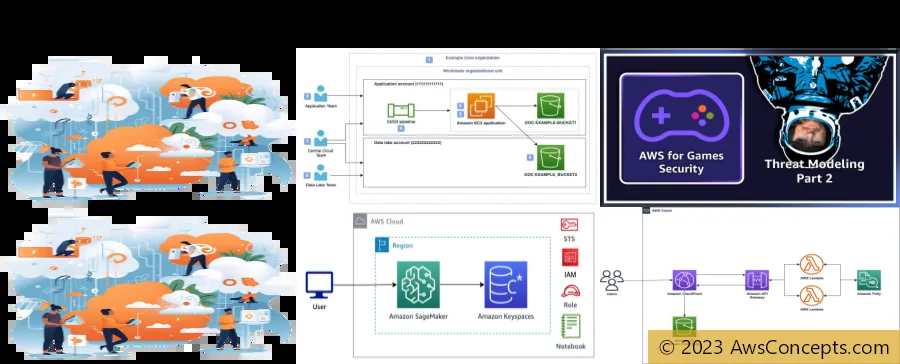 Example Corp organization
Workloads organizational unit
Application account (111111111111)
Application Team
CI/CD pipeline
Amazon EC2 application
DOC-EXAMPLE-BUCKET1
Central Cloud
Team
Data lake account (222222222222)
Data Lake Team
DOC-EXAMPLE_BUCKET2
AWS for Games
Security
Threat Modeling
Part 2
AWS Cloud
Region
User
Amazon SageMaker
Amazon Keyspaces
STS
IAM
Role
Notebook
AWS Cloud
Users
Amazon CloudFront
Amazon API
Gateway
AWS Lambda
AWS Lambda
Amazon Polly
© 2023 AwsConcepts.com